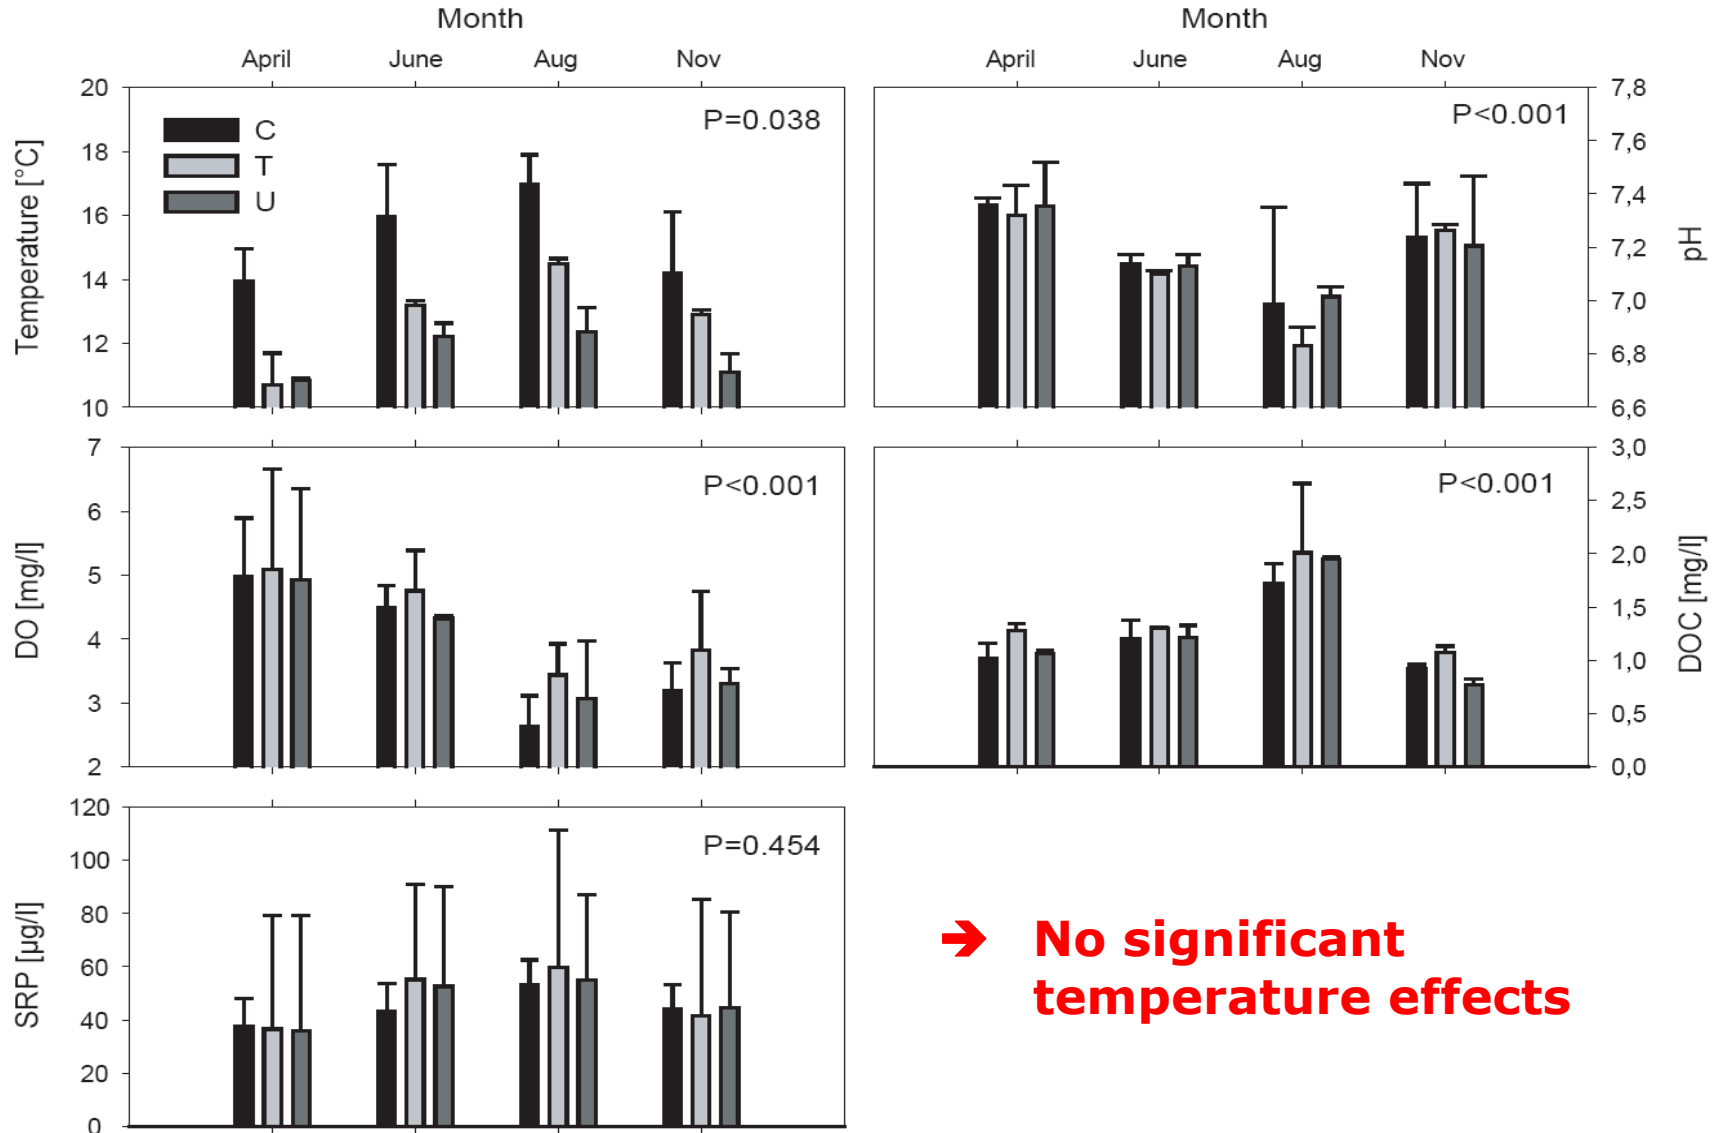 Month
April June Aug Nov
Temperature [°C]
20
18
16
14
12
10
C
T
U
P=0.038
Month
April June Aug Nov
P<0.001
7,8
7,6
7,4
7,2
7,0
6,8
6,6
pH
DO [mg/l]
7
6
5
4
3
2
P<0.001
P<0.001
3,0
2,5
2,0
1,5
1,0
0,5
0,0
DOC [mg/l]
SRP [µg/l]
120
100
80
60
40
20
0
P=0.454
➔ No significant
temperature effects